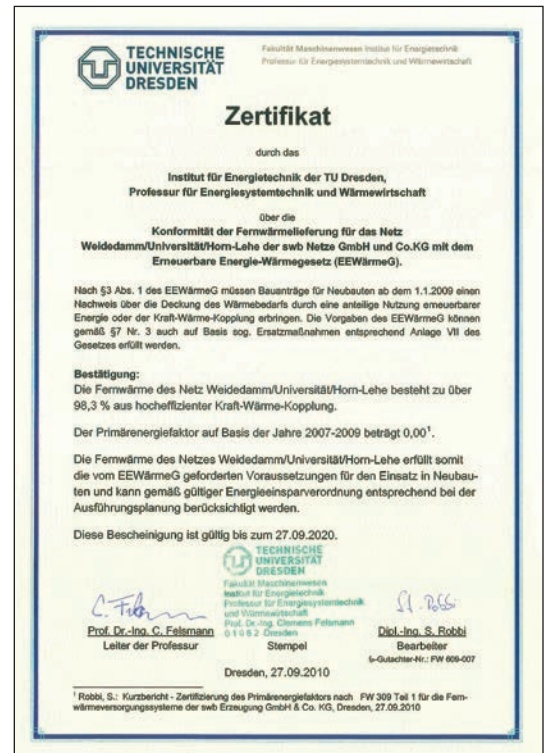 TECHNISCHE
UNIVERSITÄT
DRESDEN
Fakultät Maschinenwesen Institut für Energietechnik
Professur für Energiesystemtechnik und Wärmewirtschaft
Zertifikat
durch das
Institut für Energietechnik der TU Dresden,
Professur für Energiesystemtechnik und Wärmewirtschaft
über die
Konformität der Fernwärmelieferung für das Netz
Weidedamm/Universität/Horn-Lehe der swb Netze GmbH und Co.KG mit dem
Erneuerbare Energie-Wärmegesetz (EEWärmeG).
Nach §3 Abs. 1 des EEWärmeG müssen Bauanträge für Neubauten ab dem 1.1.2009 einen
Nachweis über die Deckung des Wärmebedarfs durch eine anteilige Nutzung erneuerbarer
Energie oder der Kraft-Wärme-Kopplung erbringen. Die Vorgaben des EEWärmeG können
gemäß §7 Nr. 3 auch auf Basis sog. Ersatzmaßnahmen entsprechend Anlage VII des
Gesetzes erfüllt werden.
Bestätigung:
Die Fernwärme des Netz Weidedamm/Universität/Horn-Lehe besteht zu über
98,3 % aus hocheffizienter Kraft-Wärme-Kopplung.
Der Primärenergiefaktor auf Basis der Jahre 2007-2009 beträgt 0,00¹.
Die Fernwärme des Netzes Weidedamm/Universität/Horn-Lehe erfüllt somit
die vom EEWärmeG geforderten Voraussetzungen für den Einsatz in Neubau-
ten und kann gemäß gültiger Energieeinsparverordnung entsprechend bei der
Ausführungsplanung berücksichtigt werden.
Diese Bescheinigung ist gültig bis zum 27.09.2020.
TECHNISCHE
UNIVERSITÄT
DRESDEN
Fakultät Maschinenwesen
Institut für Energietechnik
Professur für Energiesystemtechnik
und Wärmewirtschaft
Prof. Dr.-Ing. Clemens Felsmann
01062 Dresden
C. Felsmann
St. Robbi
Prof. Dr.-Ing. C. Felsmann
Leiter der Professur
Stempel
Dipl.-Ing. S. Robbi
Bearbeiter
f-Gutachter-Nr.: FW 609-007
Dresden, 27.09.2010
¹ Robbi, S.: Kurzbericht - Zertifizierung des Primärenergiefaktors nach FW 309 Teil 1 für die Fern-
wärmeversorgungssysteme der swb Erzeugung GmbH & Co. KG, Dresden, 27.09.2010